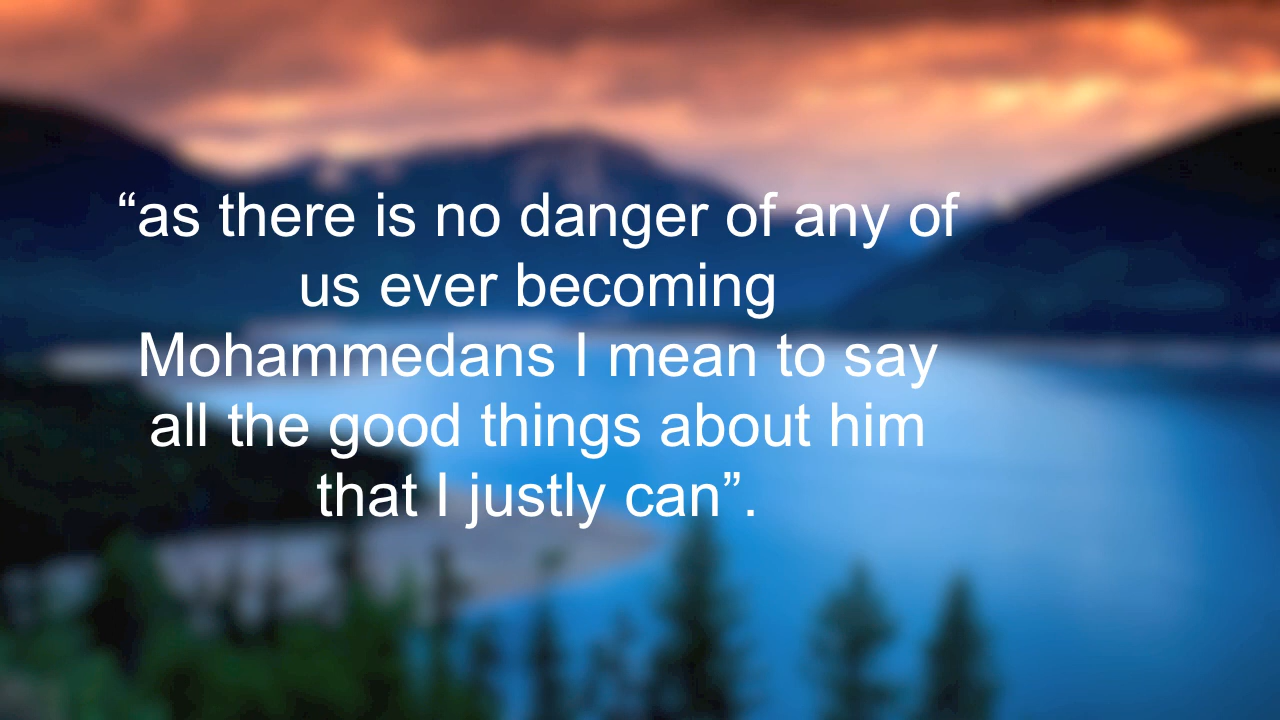 “as there is no danger of any of
us ever becoming
Mohammedans I mean to say
all the good things about him
that I justly can”.